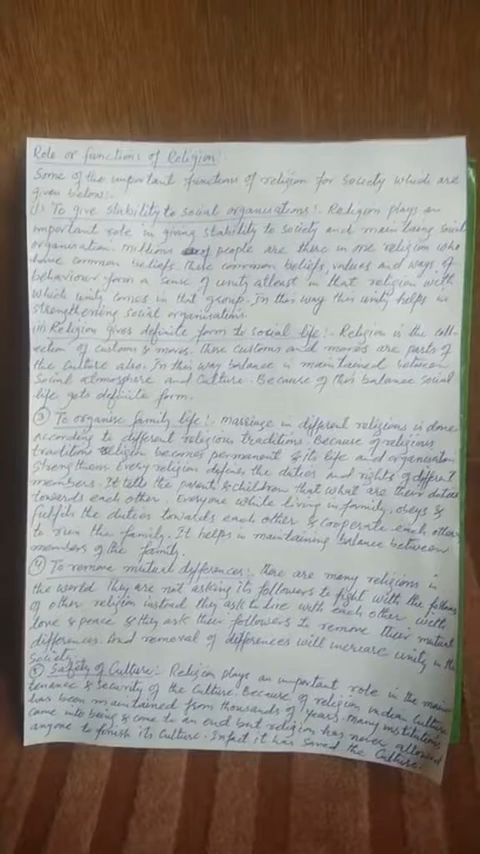 Role or functions of Religion:-
Some of the important functions of religion for society which are
given below:-
(i) To give stability to social organisations:- Religion plays an
important role in giving stability to society and maintaing social
organisation. Millions of people are there in one religion who
have common beliefs. These common beliefs, values and ways of
behaviour form a sense of unity atleast in that religion with
which unity comes in that group. In this way this unity helps in
strengthening social organisation.
(ii) Religion gives definite form to social life:- Religion is the coll-
ection of customs & mores. These customs and mores are parts of
the culture also. In this way balance is maintained between
social atmosphere and culture. Because of this balance social
life gets definite form.
(3) To organise family life:- Marriage in different religions is done
according to different religious traditions. Because of religious
traditions religion becomes permanent & its life and organisation
strengthens. Every religion defines the duties and rights of different
members. It tells the parents & children that what are their duties
towards each other. Everyone while living in family, obeys &
fulfils the duties towards each other & cooperate each other
to run the family. It helps in maintaining balance between
members of the family.
(4) To remove mutual differences:- There are many religions in
the world. They are not asking its followers to fight with the
of other religion instead they ask to live with each other with
love & peace & they ask their followers to remove their mutual
differences. And removal of differences will increase unity in the
society.
(5) Safety of Culture:- Religion plays an important role in the main-
tenance & security of the culture. Because of religion Indian culture
has been maintained from thousands of years. Many institutions
came into being & come to an end but religion has never allowed
anyone to finish its culture. Infact it has saved the culture.